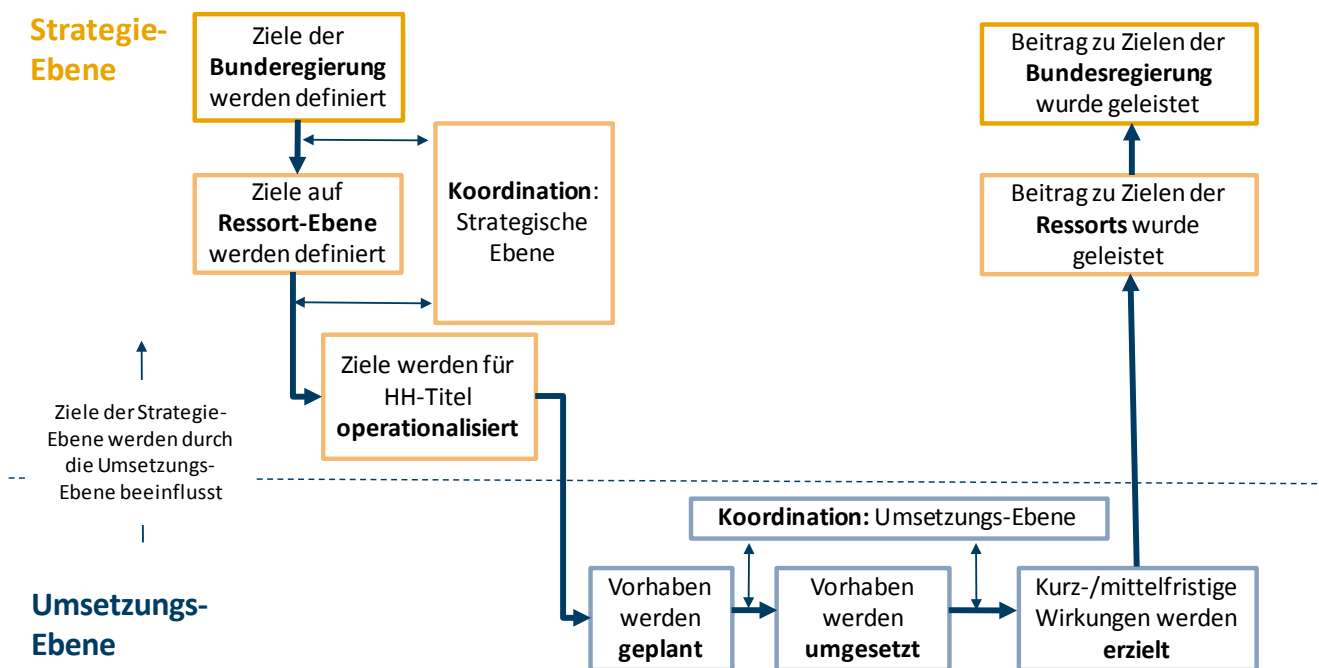 Strategie-
Ebene
Ziele der
Bunderegierung
werden definiert
Beitrag zu Zielen der
Bundesregierung
wurde geleistet
Ziele auf
Ressort-Ebene
werden definiert
Koordination:
Strategische
Ebene
Beitrag zu Zielen der
Ressorts wurde
geleistet
Ziele werden für
HH-Titel
operationalisiert
Ziele der Strategie-
Ebene werden durch
die Umsetzungs-
Ebene beeinflusst
Koordination: Umsetzungs-Ebene
Umsetzungs-
Ebene
Vorhaben
werden
geplant
Vorhaben
werden
umgesetzt
Kurz-/mittelfristige
Wirkungen werden
erzielt